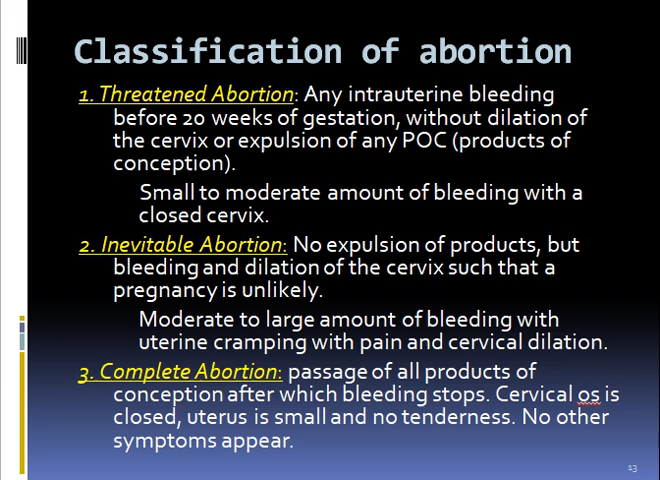 Classification of abortion
1. Threatened Abortion: Any intrauterine bleeding
before 20 weeks of gestation, without dilation of
the cervix or expulsion of any POC (products of
conception).
Small to moderate amount of bleeding with a
closed cervix.
2. Inevitable Abortion: No expulsion of products, but
bleeding and dilation of the cervix such that a
pregnancy is unlikely.
Moderate to large amount of bleeding with
uterine cramping with pain and cervical dilation.
3. Complete Abortion: passage of all products of
conception after which bleeding stops. Cervical os is
closed, uterus is small and no tenderness. No other
symptoms appear.
13